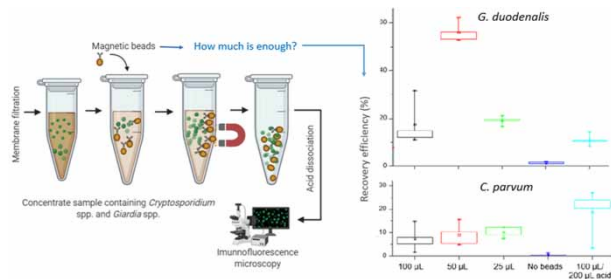 Magnetic beads
How much is enough?
Membrane filtration
Acid dissociation
Concentrate sample containing Cryptosporidium
spp. and Giardia spp.
Imunnofluorescence
microscopy
Recovery efficiency (%)
G. duodenalis
60
40
20
0
C. parvum
30
20
10
0
100 µL
50 µL
25 µL
No beads
100 µL/
200 µL acid